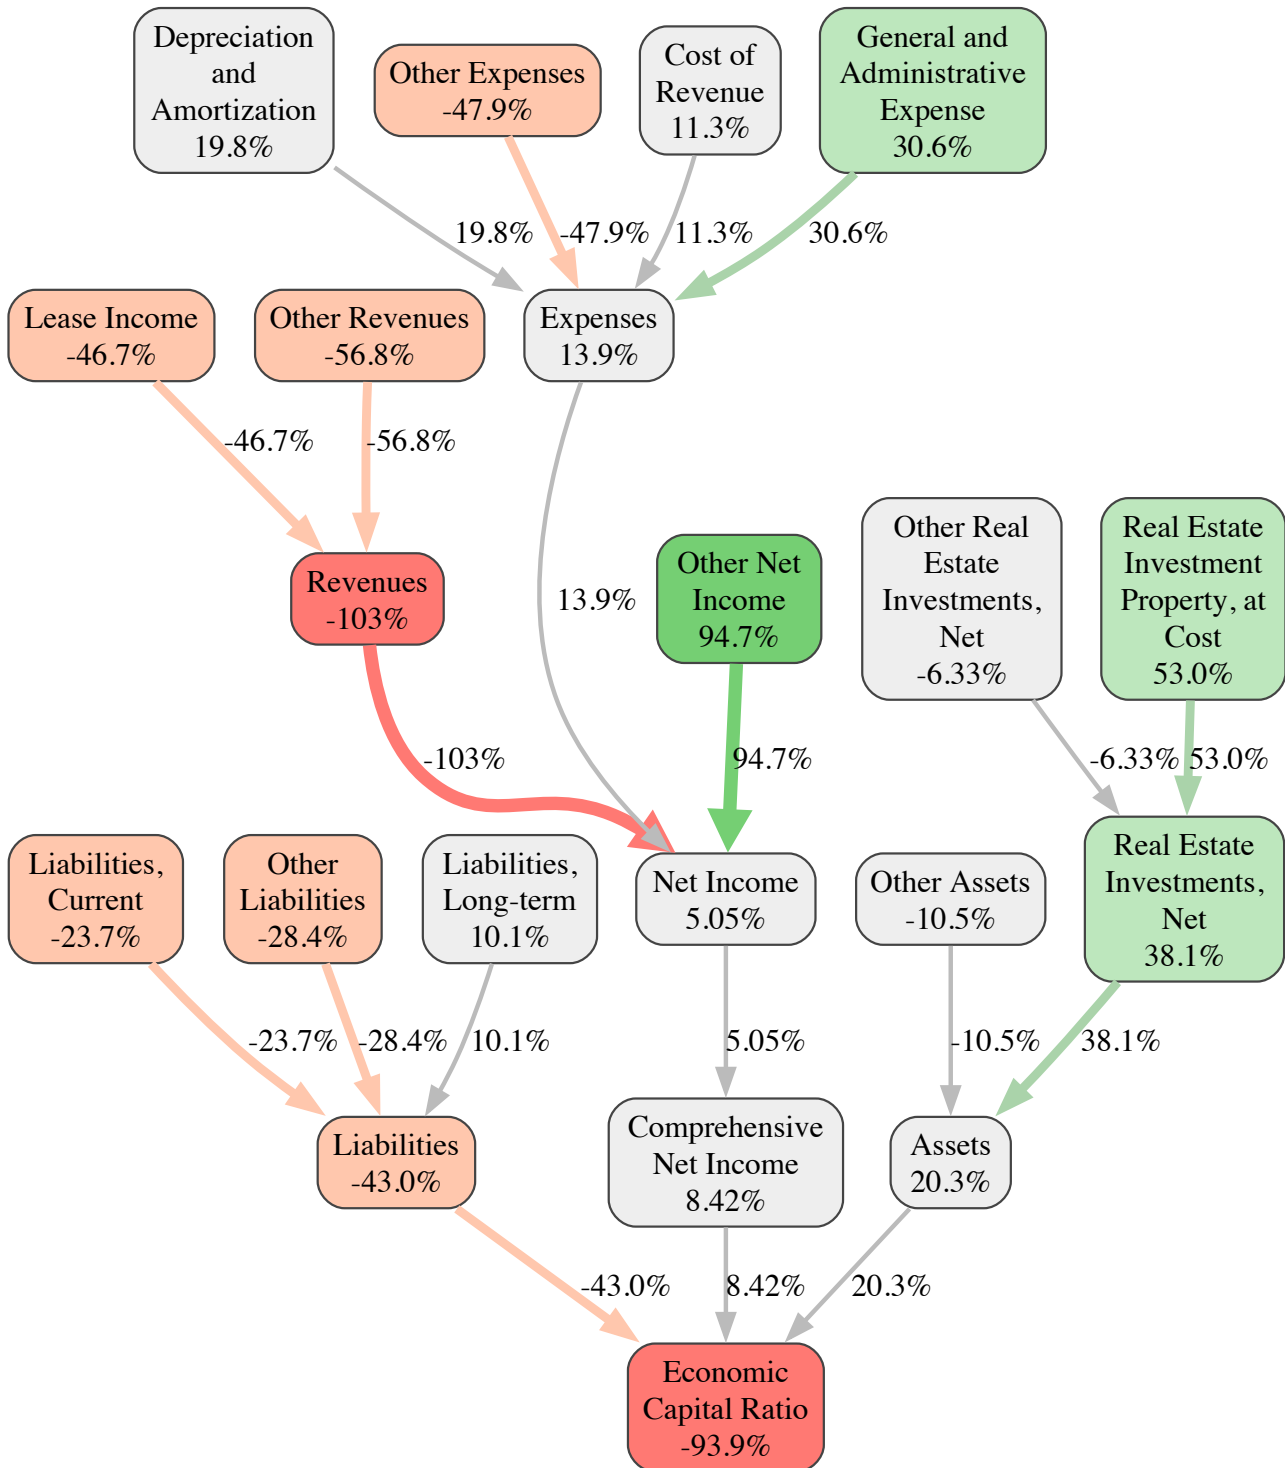 Depreciation
and
Amortization
19.8%
Other Expenses
-47.9%
Cost of
Revenue
11.3%
General and
Administrative
Expense
30.6%
19.8%
-47.9%
11.3%
30.6%
Lease Income
-46.7%
Other Revenues
-56.8%
Expenses
13.9%
-46.7%
-56.8%
Revenues
-103%
13.9%
Other Net
Income
94.7%
Other Real
Estate
Investments,
Net
-6.33%
Real Estate
Investment
Property, at
Cost
53.0%
-103%
94.7%
-6.33%
53.0%
Liabilities,
Current
-23.7%
Other
Liabilities
-28.4%
Liabilities,
Long-term
10.1%
Net Income
5.05%
Other Assets
-10.5%
Real Estate
Investments,
Net
38.1%
-23.7%
-28.4%
10.1%
5.05%
-10.5%
38.1%
Liabilities
-43.0%
Comprehensive
Net Income
8.42%
Assets
20.3%
-43.0%
8.42%
20.3%
Economic
Capital Ratio
-93.9%